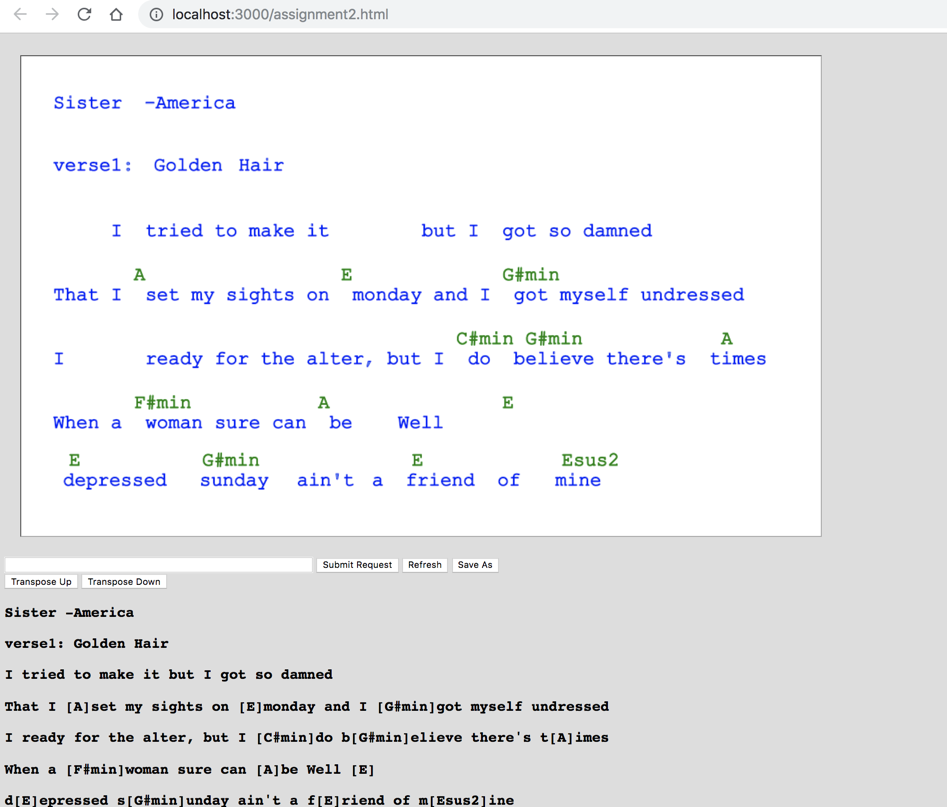 localhost:3000/assignment2.html
Sister -America
verse1: Golden Hair
I tried to make it but I got so damned
A E G#min
That I set my sights on monday and I got myself undressed
C#min G#min A
I ready for the alter, but I do believe there's times
F#min A E
When a woman sure can be Well
E G#min E Esus2
depressed sunday ain't a friend of mine
Submit Request Refresh Save As
Transpose Up Transpose Down
Sister -America
verse1: Golden Hair
I tried to make it but I got so damned
That I [A]set my sights on [E]monday and I [G#min]got myself undressed
I ready for the alter, but I [C#min]do b[G#min]elieve there's t[A]imes
When a [F#min]woman sure can [A]be Well [E]
d[E]epressed s[G#min]unday ain't a f[E]riend of m[Esus2]ine